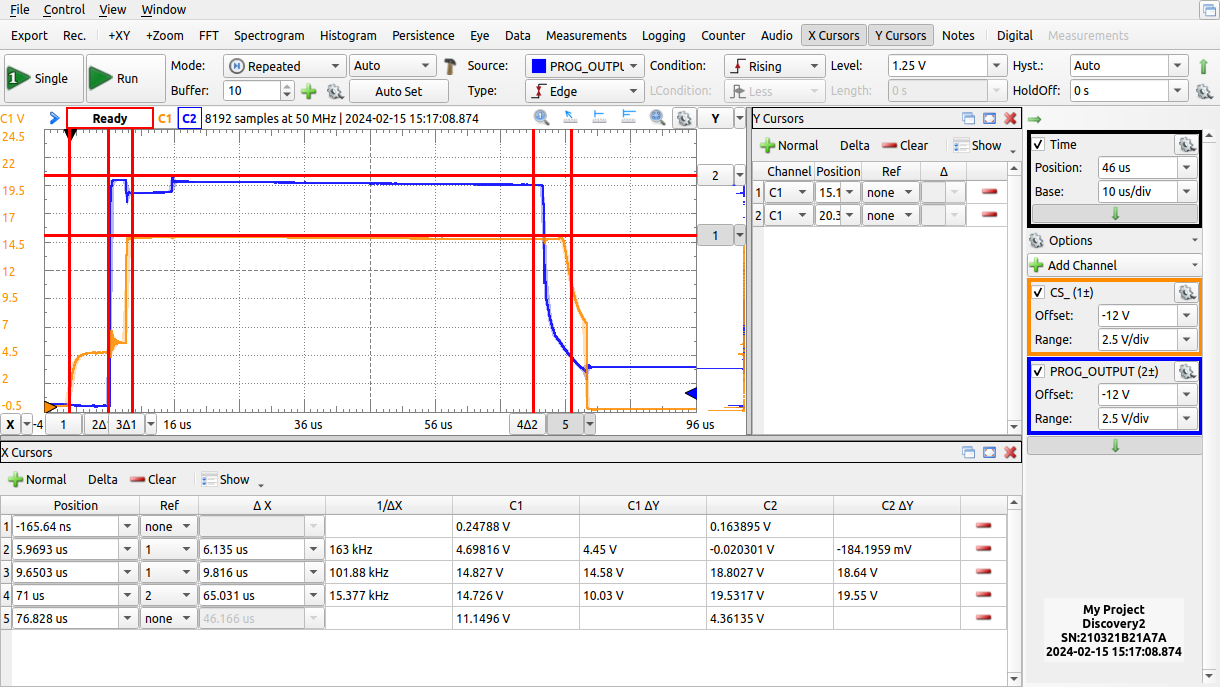 File Control View Window
Export Rec. +XY +Zoom FFT Spectrogram Histogram Persistence Eye Data Measurements Logging Counter Audio X Cursors Y Cursors Notes Digital Measurements
1 Single Run Mode: Repeated Auto Source: PROG_OUTPU Condition: Rising Level: 1.25 V Hyst.: Auto
Buffer: 10 Auto Set Type: Edge LCondition: Less Length: 0 s HoldOff: 0 s
C1 V Ready C1 C2 8192 samples at 50 MHz | 2024-02-15 15:17:08.874 Y
24.5
22
19.5
17
14.5
12
9.5
7
4.5
2
-0.5
2
1
X -4 1 2Δ 3Δ1 16 us 36 us 56 us 4Δ2 5 96 us
Y Cursors
Normal Delta Clear Show
Channel Position Ref Δ
1 C1 15.1 none
2 C1 20.3 none
Time
Position: 46 us
Base: 10 us/div
Options
Add Channel
CS_ (1±)
Offset: -12 V
Range: 2.5 V/div
PROG_OUTPUT (2±)
Offset: -12 V
Range: 2.5 V/div
X Cursors
Normal Delta Clear Show
Position Ref Δ X 1/ΔX C1 C1 ΔY C2 C2 ΔY
1 -165.64 ns none 0.24788 V 0.163895 V
2 5.9693 us 1 6.135 us 163 kHz 4.69816 V 4.45 V -0.020301 V -184.1959 mV
3 9.6503 us 1 9.816 us 101.88 kHz 14.827 V 14.58 V 18.8027 V 18.64 V
4 71 us 2 65.031 us 15.377 kHz 14.726 V 10.03 V 19.5317 V 19.55 V
5 76.828 us none 46.166 us 11.1496 V 4.36135 V
My Project
Discovery2
SN:210321B21A7A
2024-02-15 15:17:08.874